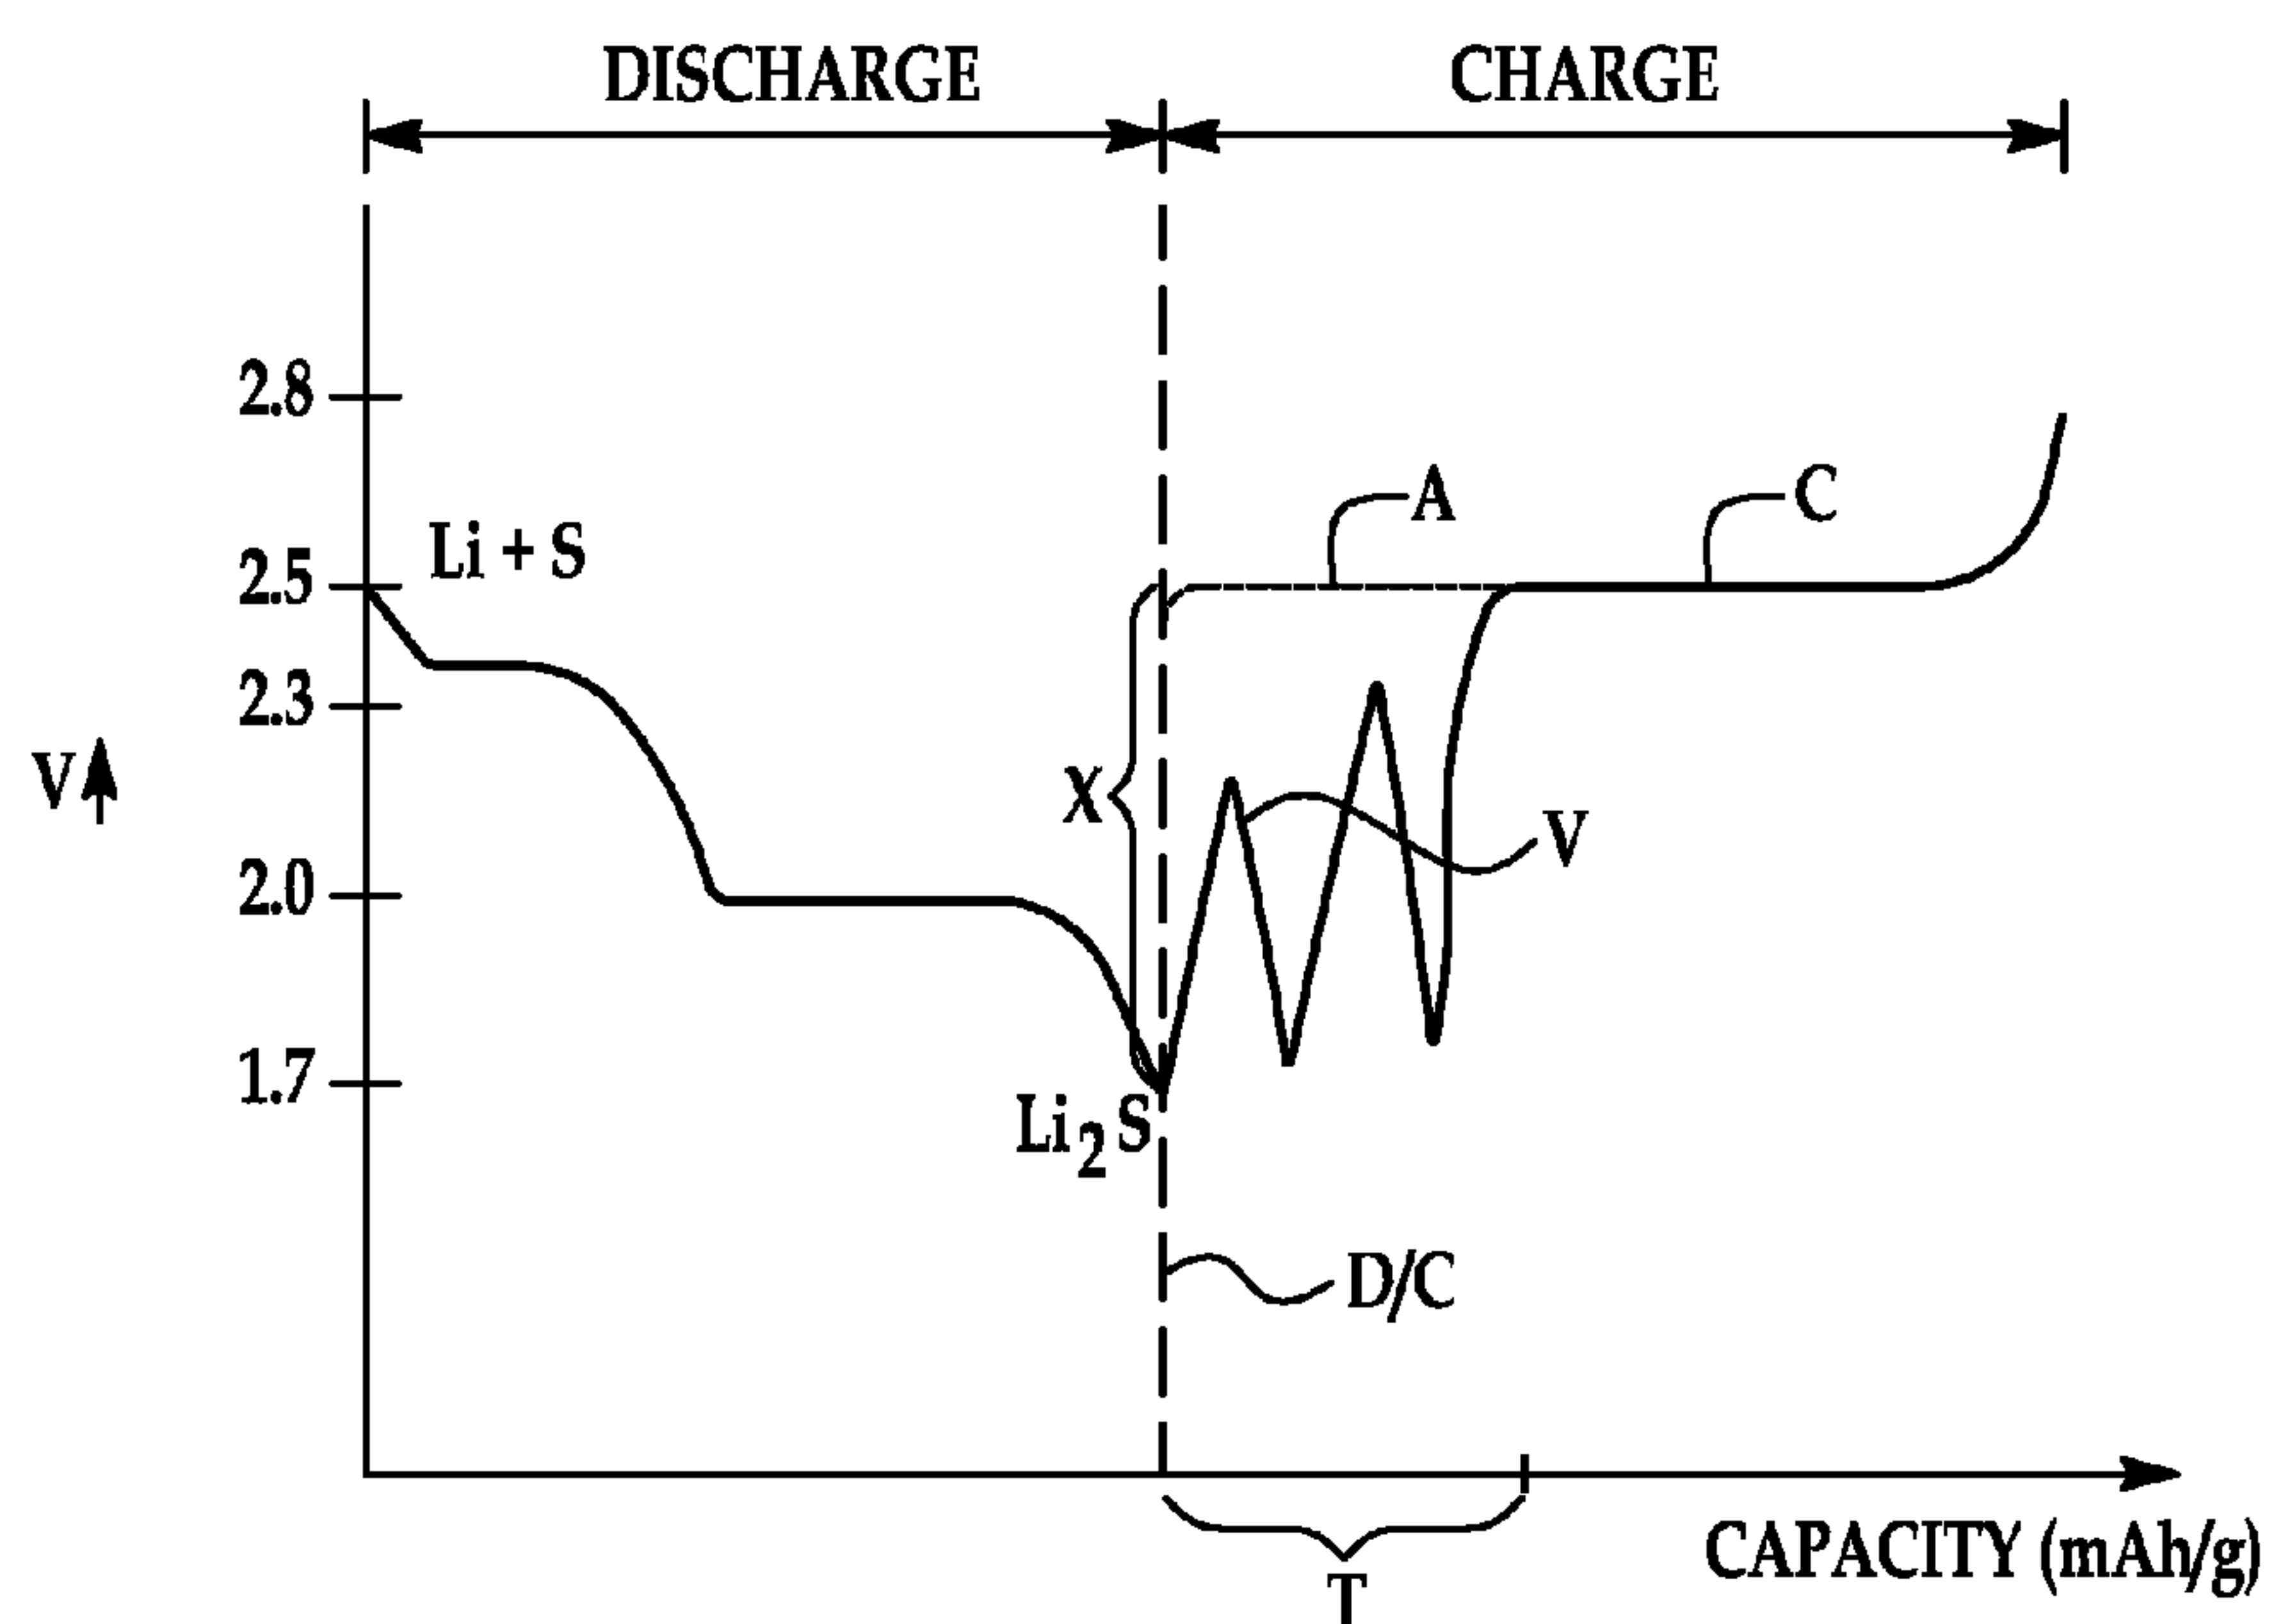 DISCHARGE CHARGE
2.8
A C
Li + S
2.5
2.3
V
X
V
2.0
1.7
Li2S
D/C
CAPACITY (mAh/g)
T